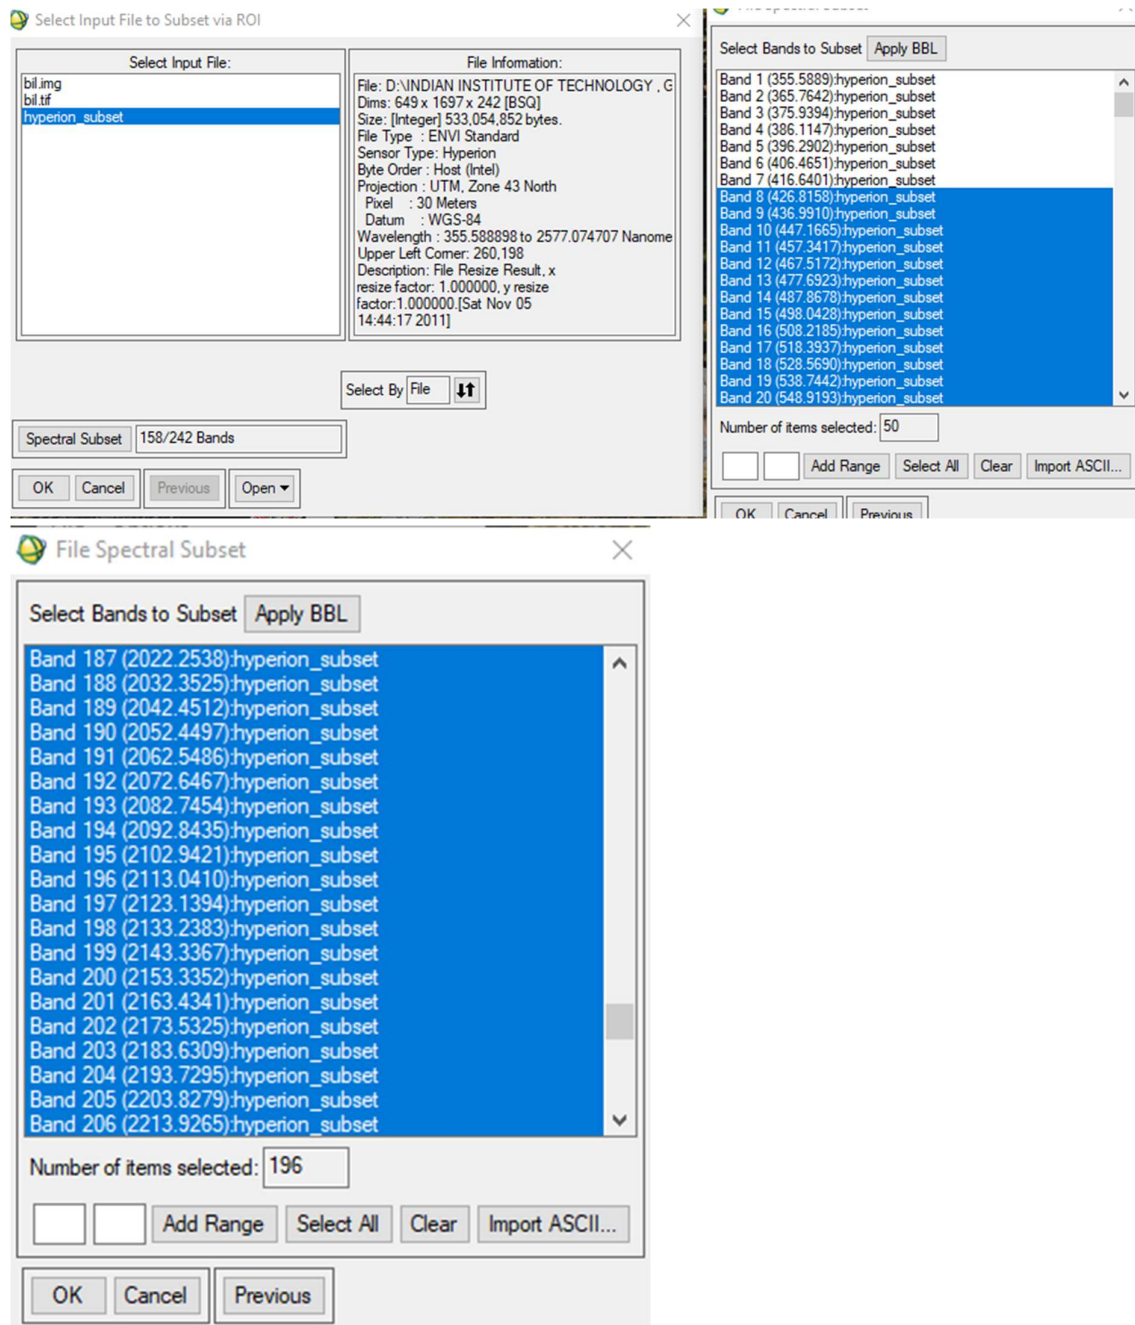 Select Input File to Subset via ROI
Select Input File:
bil.img
bil.tif
hyperion_subset
File Information:
File: D:\INDIAN INSTITUTE OF TECHNOLOGY , G
Dims: 649 x 1697 x 242 [BSQ]
Size: [Integer] 533,054,852 bytes.
File Type : ENVI Standard
Sensor Type: Hyperion
Byte Order : Host (Intel)
Projection : UTM, Zone 43 North
Pixel : 30 Meters
Datum : WGS-84
Wavelength : 355.588898 to 2577.074707 Nanome
Upper Left Corner: 260,198
Description: File Resize Result, x
resize factor: 1.000000, y resize
factor:1.000000.[Sat Nov 05
14:44:17 2011]
Select By File
Spectral Subset 158/242 Bands
OK Cancel Previous Open
Select Bands to Subset Apply BBL
Band 1 (355.5889):hyperion_subset
Band 2 (365.7642):hyperion_subset
Band 3 (375.9394):hyperion_subset
Band 4 (386.1147):hyperion_subset
Band 5 (396.2902):hyperion_subset
Band 6 (406.4651):hyperion_subset
Band 7 (416.6401):hyperion_subset
Band 8 (426.8158):hyperion_subset
Band 9 (436.9910):hyperion_subset
Band 10 (447.1665):hyperion_subset
Band 11 (457.3417):hyperion_subset
Band 12 (467.5172):hyperion_subset
Band 13 (477.6923):hyperion_subset
Band 14 (487.8678):hyperion_subset
Band 15 (498.0428):hyperion_subset
Band 16 (508.2185):hyperion_subset
Band 17 (518.3937):hyperion_subset
Band 18 (528.5690):hyperion_subset
Band 19 (538.7442):hyperion_subset
Band 20 (548.9193):hyperion_subset
Number of items selected: 50
Add Range Select All Clear Import ASCII...
OK Cancel Previous
File Spectral Subset
Select Bands to Subset Apply BBL
Band 187 (2022.2538):hyperion_subset
Band 188 (2032.3525):hyperion_subset
Band 189 (2042.4512):hyperion_subset
Band 190 (2052.4497):hyperion_subset
Band 191 (2062.5486):hyperion_subset
Band 192 (2072.6467):hyperion_subset
Band 193 (2082.7454):hyperion_subset
Band 194 (2092.8435):hyperion_subset
Band 195 (2102.9421):hyperion_subset
Band 196 (2113.0410):hyperion_subset
Band 197 (2123.1394):hyperion_subset
Band 198 (2133.2383):hyperion_subset
Band 199 (2143.3367):hyperion_subset
Band 200 (2153.3352):hyperion_subset
Band 201 (2163.4341):hyperion_subset
Band 202 (2173.5325):hyperion_subset
Band 203 (2183.6309):hyperion_subset
Band 204 (2193.7295):hyperion_subset
Band 205 (2203.8279):hyperion_subset
Band 206 (2213.9265):hyperion_subset
Number of items selected: 196
Add Range Select All Clear Import ASCII...
OK Cancel Previous